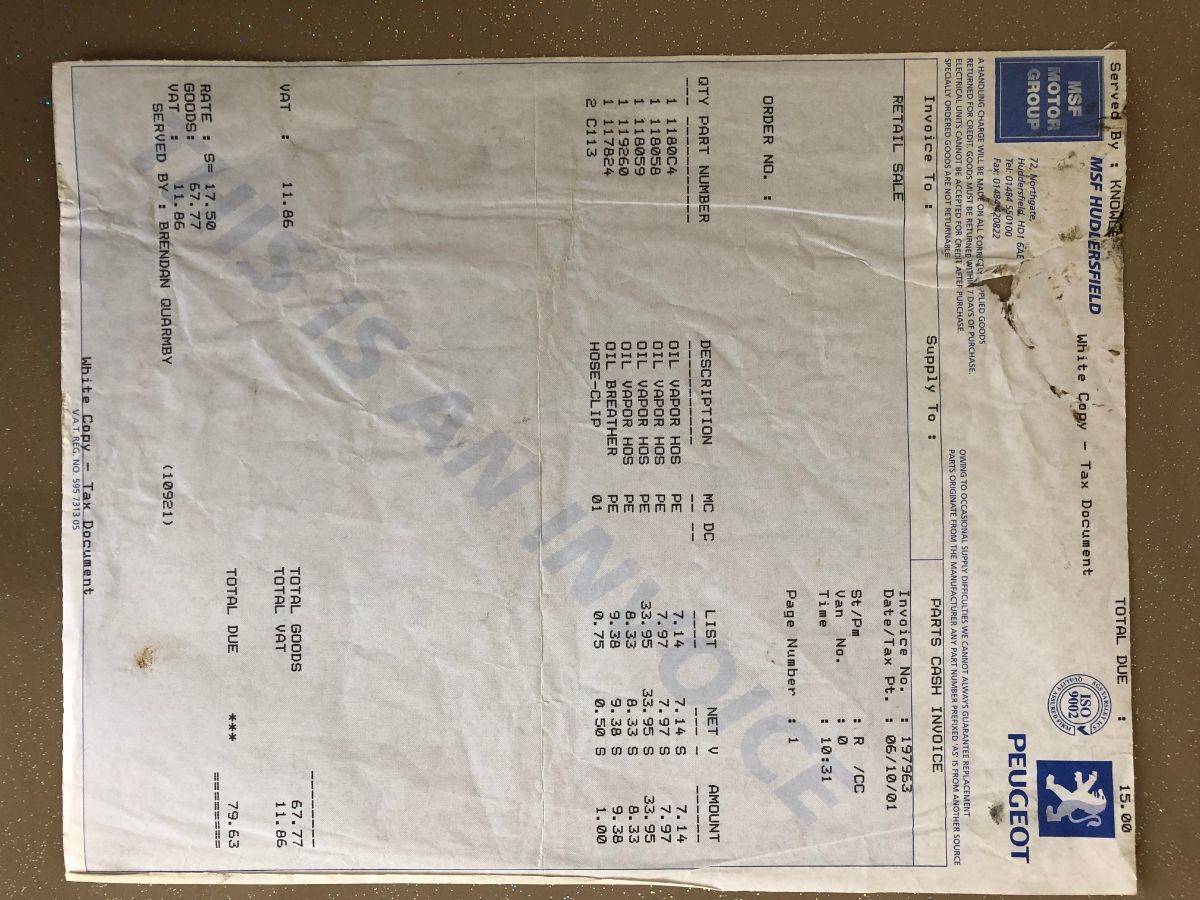 Served By : KNOWL
TOTAL DUE : 15.00
White Copy - Tax Document
MSF
MOTOR
GROUP
MSF HUDDERSFIELD
72, Northgate,
Huddersfield, HD1 6AE
Tel: 01484 550100
Fax: 01484 420822
ISO
9002
QUALITY ASSURED FIRM
PEUGEOT
A HANDLING CHARGE WILL BE MADE ON ALL CORRECTLY SUPPLIED GOODS
RETURNED FOR CREDIT. GOODS MUST BE RETURNED WITHIN 7 DAYS OF PURCHASE.
ELECTRICAL UNITS CANNOT BE ACCEPTED FOR CREDIT AFTER PURCHASE.
SPECIALLY ORDERED GOODS ARE NOT RETURNABLE
OWING TO OCCASIONAL SUPPLY DIFFICULTIES WE CANNOT ALWAYS GUARANTEE REPLACEMENT
PARTS ORIGINATE FROM THE MANUFACTURER ANY PART NUMBER PREFIXED 'AS' IS FROM ANOTHER SOURCE
Invoice To : Supply To : PARTS CASH INVOICE
RETAIL SALE
Invoice No. : 197963
Date/Tax Pt. : 06/10/01
St/Pm : R /CC
Van No. : 0
Time : 10:31
ORDER NO. : Page Number : 1
QTY PART NUMBER DESCRIPTION MC DC LIST NET V AMOUNT
1 1180C4 OIL VAPOR HOS PE 7.14 7.14 S 7.14
1 118058 OIL VAPOR HOS PE 7.97 7.97 S 7.97
1 118059 OIL VAPOR HOS PE 33.95 33.95 S 33.95
1 119260 OIL VAPOR HOS PE 8.33 8.33 S 8.33
1 117824 OIL BREATHER PE 9.38 9.38 S 9.38
2 C113 HOSE-CLIP 01 0.75 0.50 S 1.00
THIS IS AN INVOICE
TOTAL GOODS 67.77
VAT : 11.86 TOTAL VAT 11.86
TOTAL DUE *** 79.63
RATE : S= 17.50
GOODS: 67.77
VAT : 11.86
SERVED BY : BRENDAN QUARMBY (10921)
White Copy - Tax Document
V.A.T. REG. NO. 595 7313 05